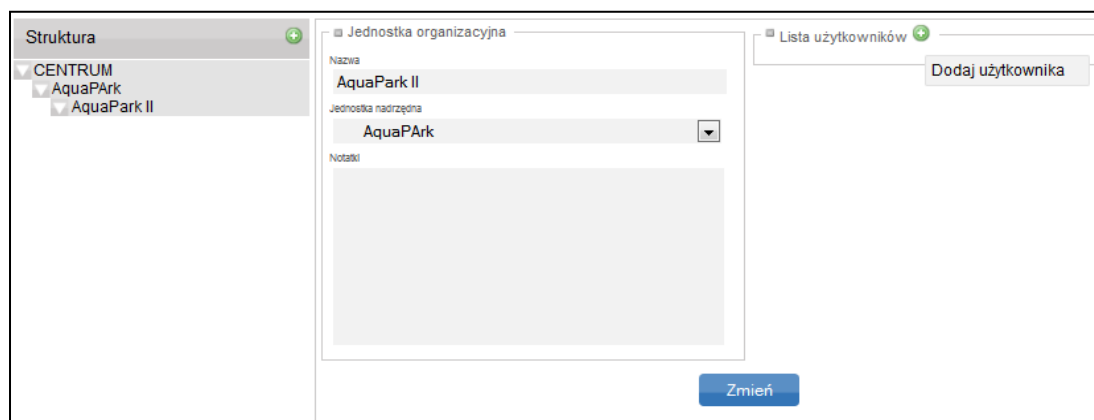 Struktura
CENTRUM
AquaPArk
AquaPark II
Jednostka organizacyjna
Nazwa
AquaPark II
Jednostka nadrzędna
AquaPArk
Notatki
Zmień
Lista użytkowników
Dodaj użytkownika